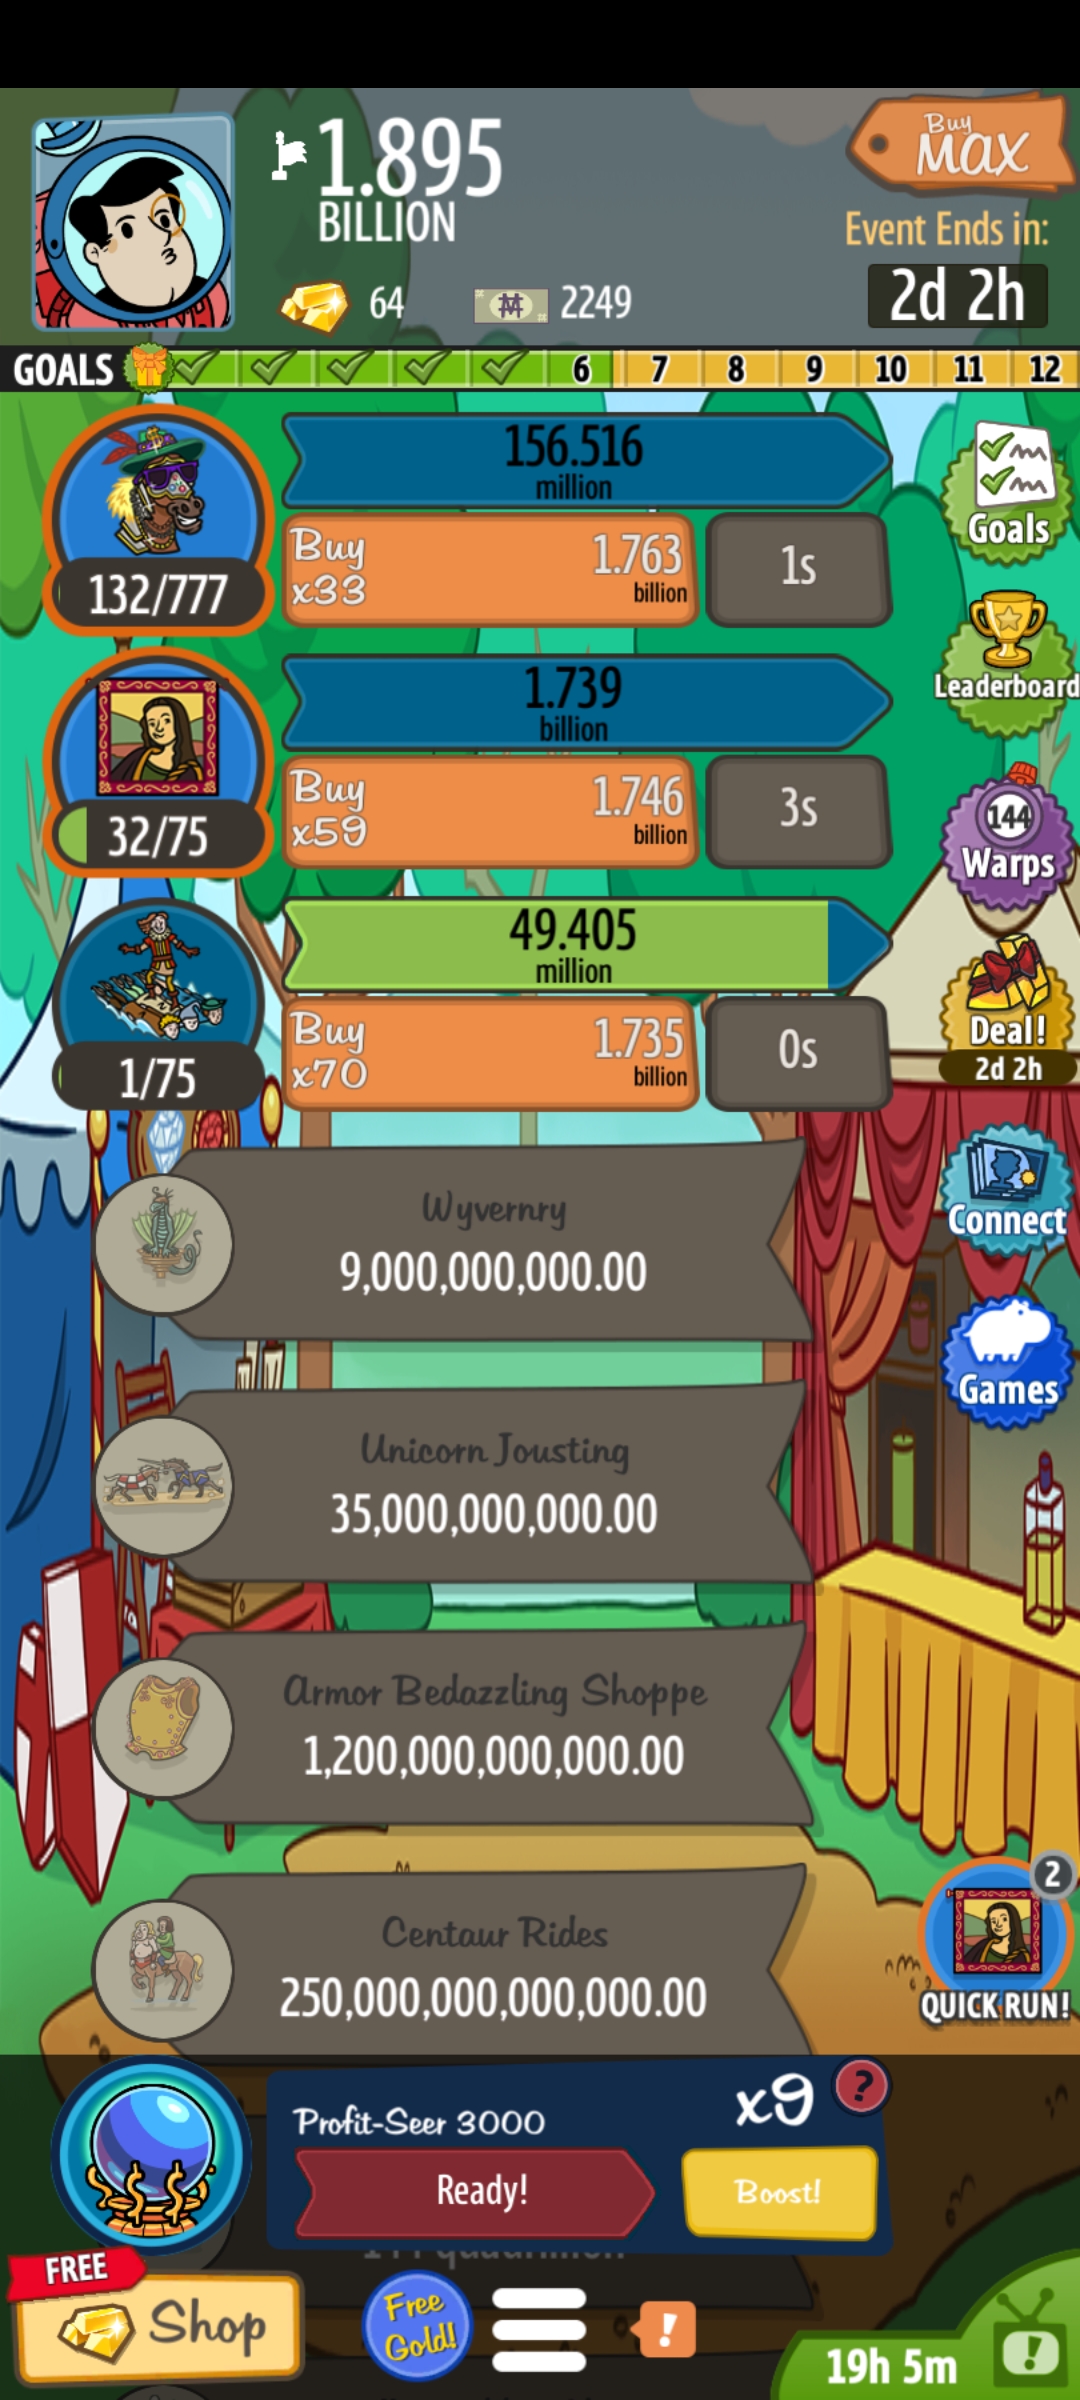 1.895
BILLION
Buy
MAX
Event Ends in:
2d 2h
64
2249
GOALS 6 7 8 9 10 11 12
156.516
million
Buy
x33
1.763
billion
1s
132/777
Goals
1.739
billion
Buy
x59
1.746
billion
3s
32/75
Leaderboard
144
Warps
49.405
million
Buy
x70
1.735
billion
0s
1/75
Deal!
2d 2h
Wyvernry
9,000,000,000.00
Connect
Unicorn Jousting
35,000,000,000.00
Games
Armor Bedazzling Shoppe
1,200,000,000,000.00
Centaur Rides
250,000,000,000,000.00
2
QUICK RUN!
Profit-Seer 3000
x9
?
Ready!
Boost!
FREE
Shop
Free
Gold!
!
19h 5m
!